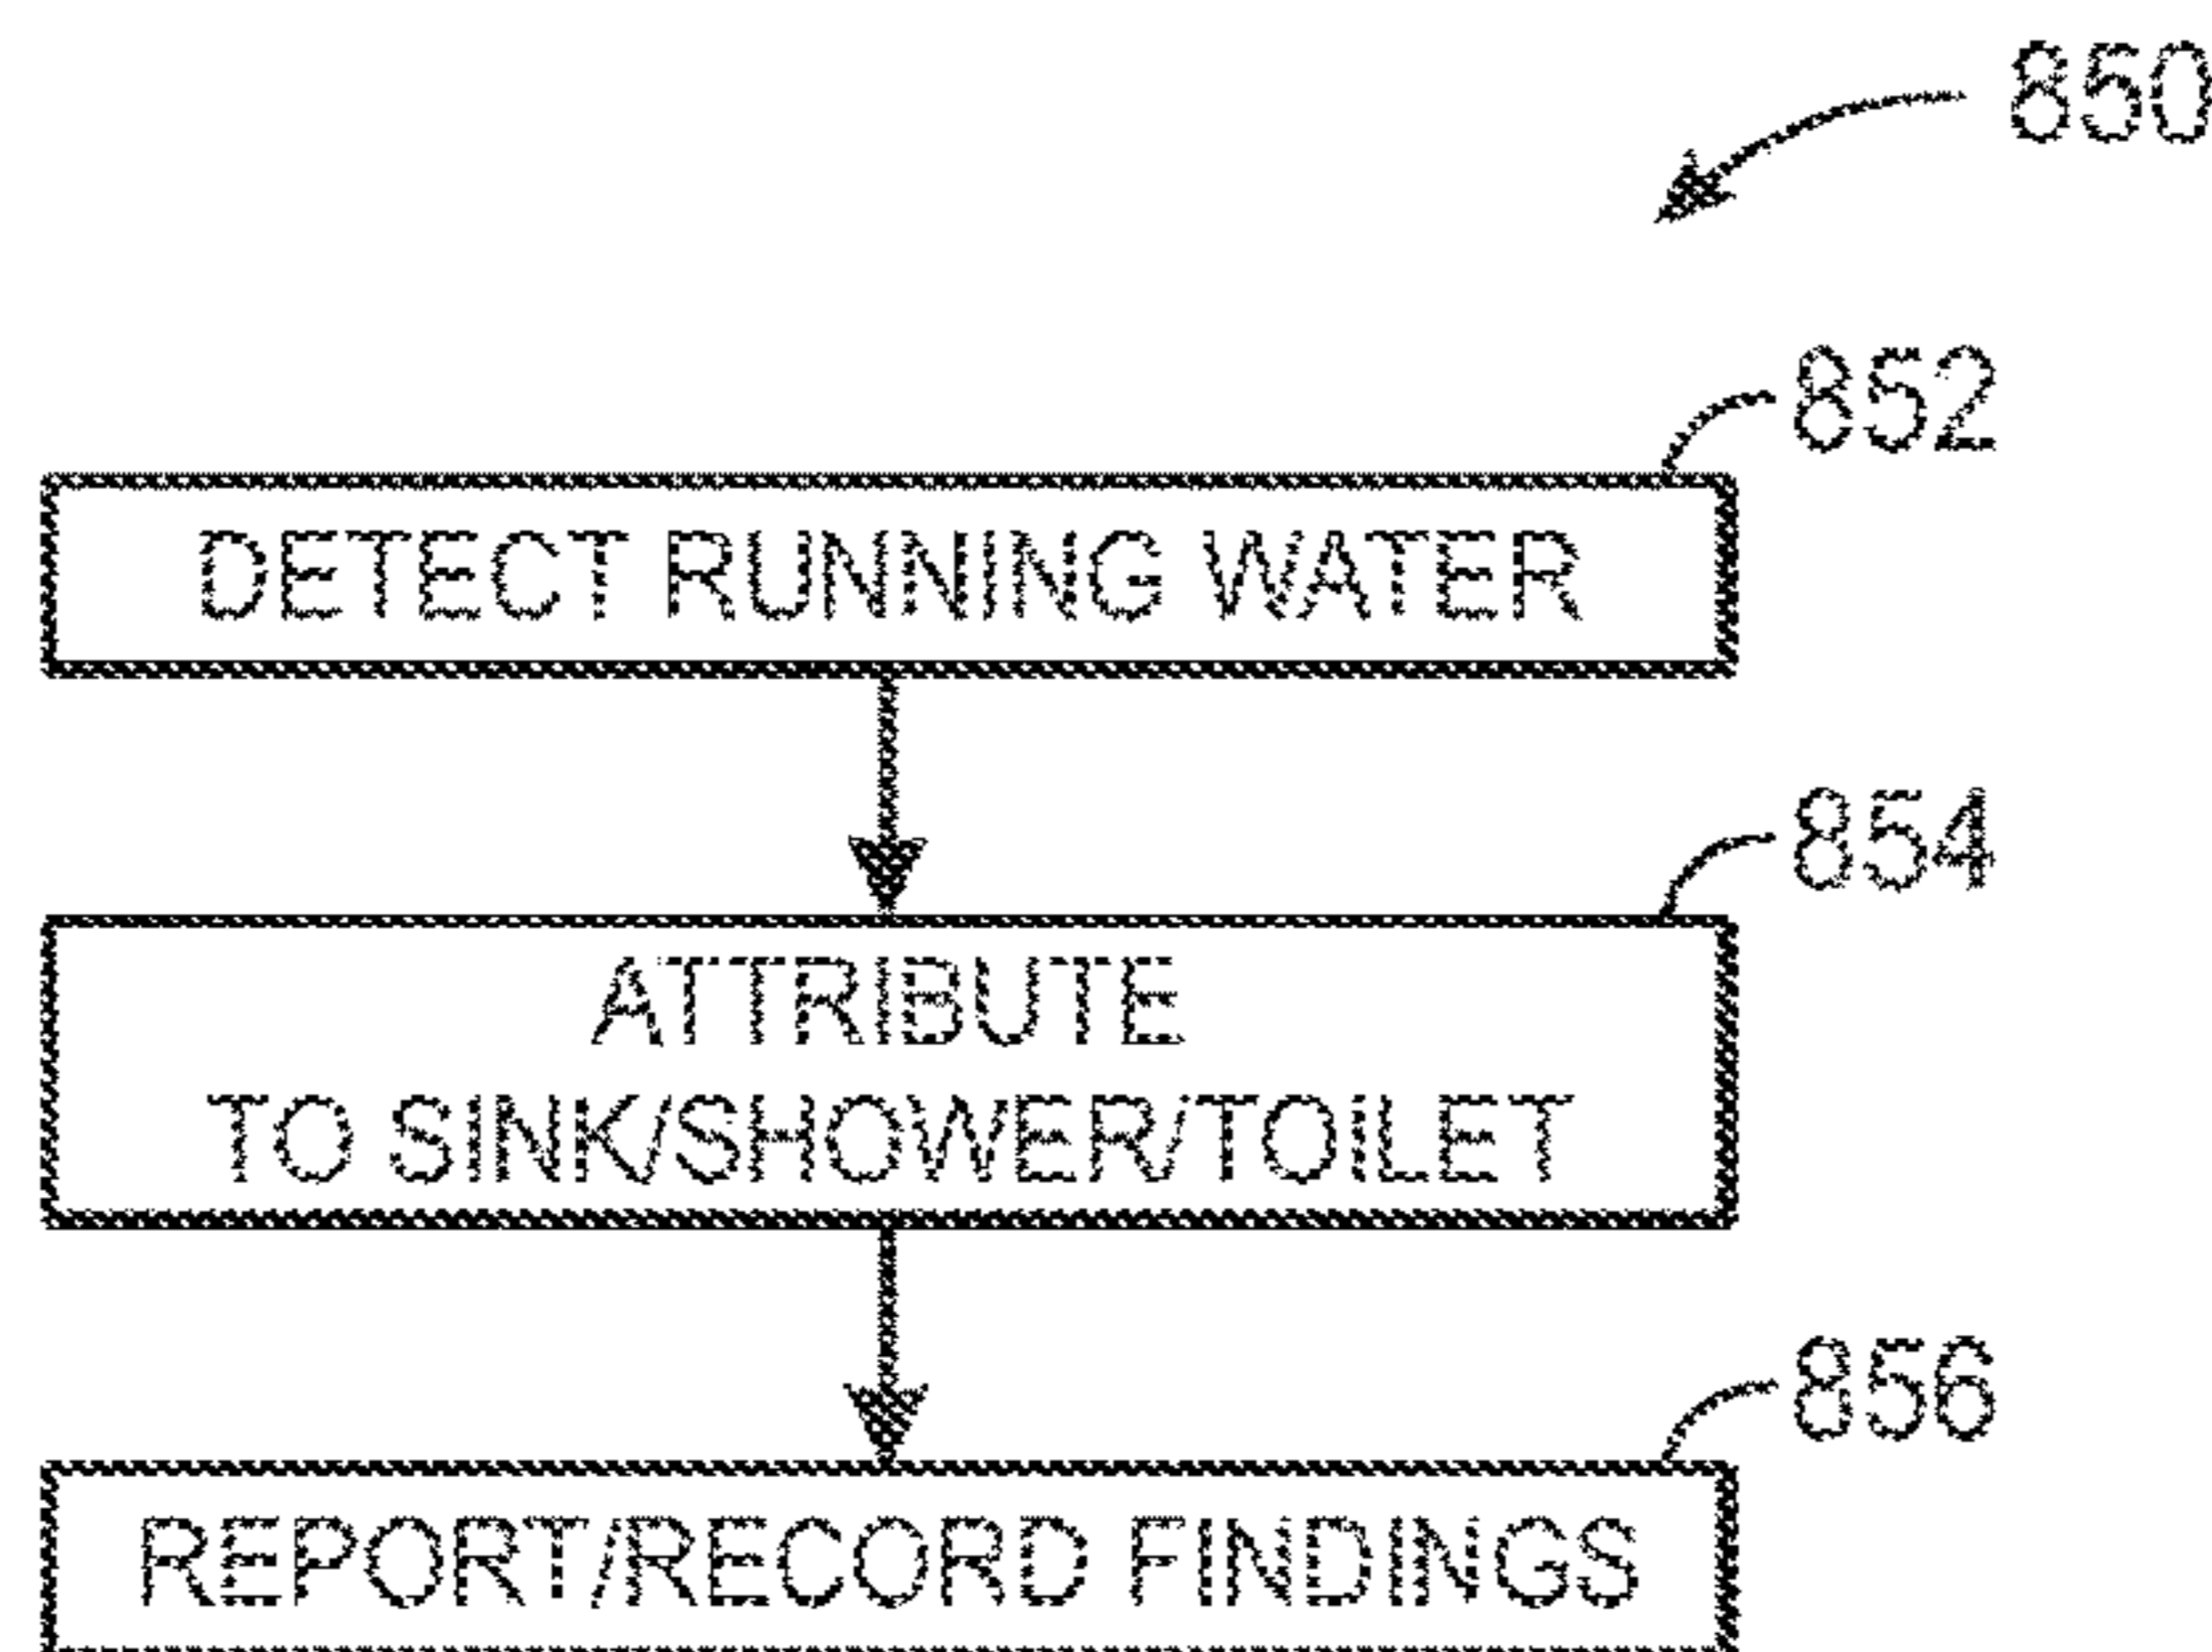 850
852
DETECT RUNNING WATER
854
ATTRIBUTE
TO SINK/SHOWER/TOILET
856
REPORT/RECORD FINDINGS